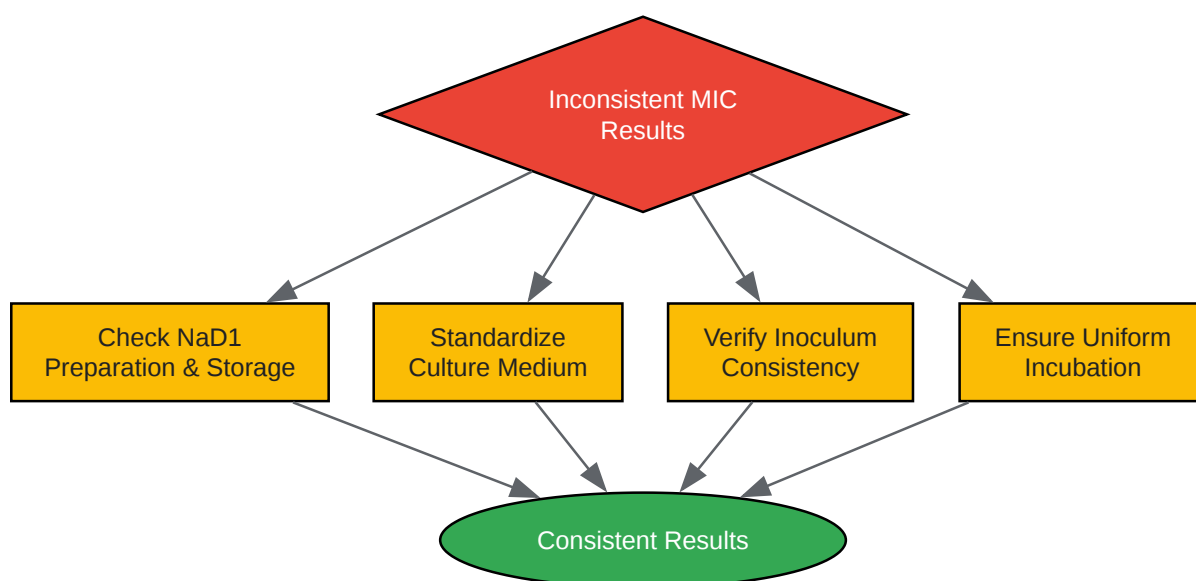 Inconsistent MIC
Results
Check NaD1
Preparation & Storage
Standardize
Culture Medium
Verify Inoculum
Consistency
Ensure Uniform
Incubation
Consistent Results